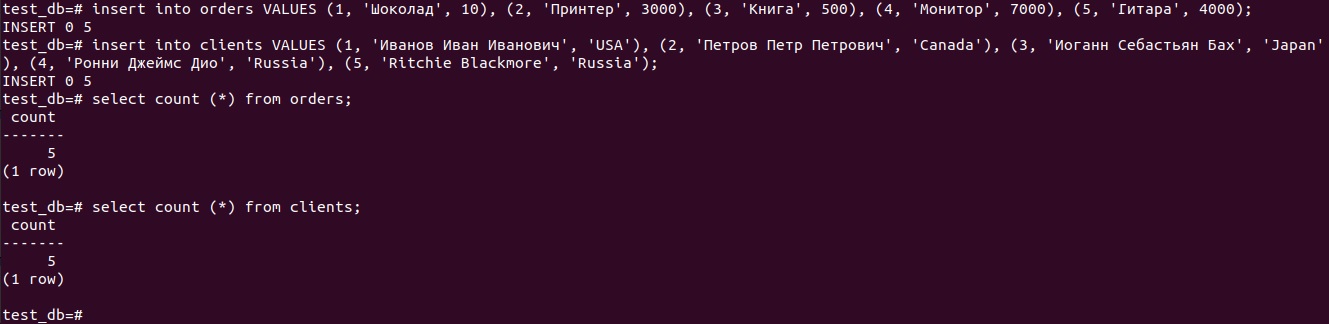 test_db=# insert into orders VALUES (1, 'Шоколад', 10), (2, 'Принтер', 3000), (3, 'Книга', 500), (4, 'Монитор', 7000), (5, 'Гитара', 4000);
INSERT 0 5
test_db=# insert into clients VALUES (1, 'Иванов Иван Иванович', 'USA'), (2, 'Петров Петр Петрович', 'Canada'), (3, 'Иоганн Себастьян Бах', 'Japan'
), (4, 'Ронни Джеймс Дио', 'Russia'), (5, 'Ritchie Blackmore', 'Russia');
INSERT 0 5
test_db=# select count (*) from orders;
count
-------
5
(1 row)
test_db=# select count (*) from clients;
count
-------
5
(1 row)
test_db=#